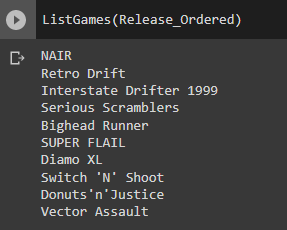 ListGames(Release_Ordered)
NAIR
Retro Drift
Interstate Drifter 1999
Serious Scramblers
Bighead Runner
SUPER FLAIL
Diamo XL
Switch 'N' Shoot
Donuts'n'Justice
Vector Assault